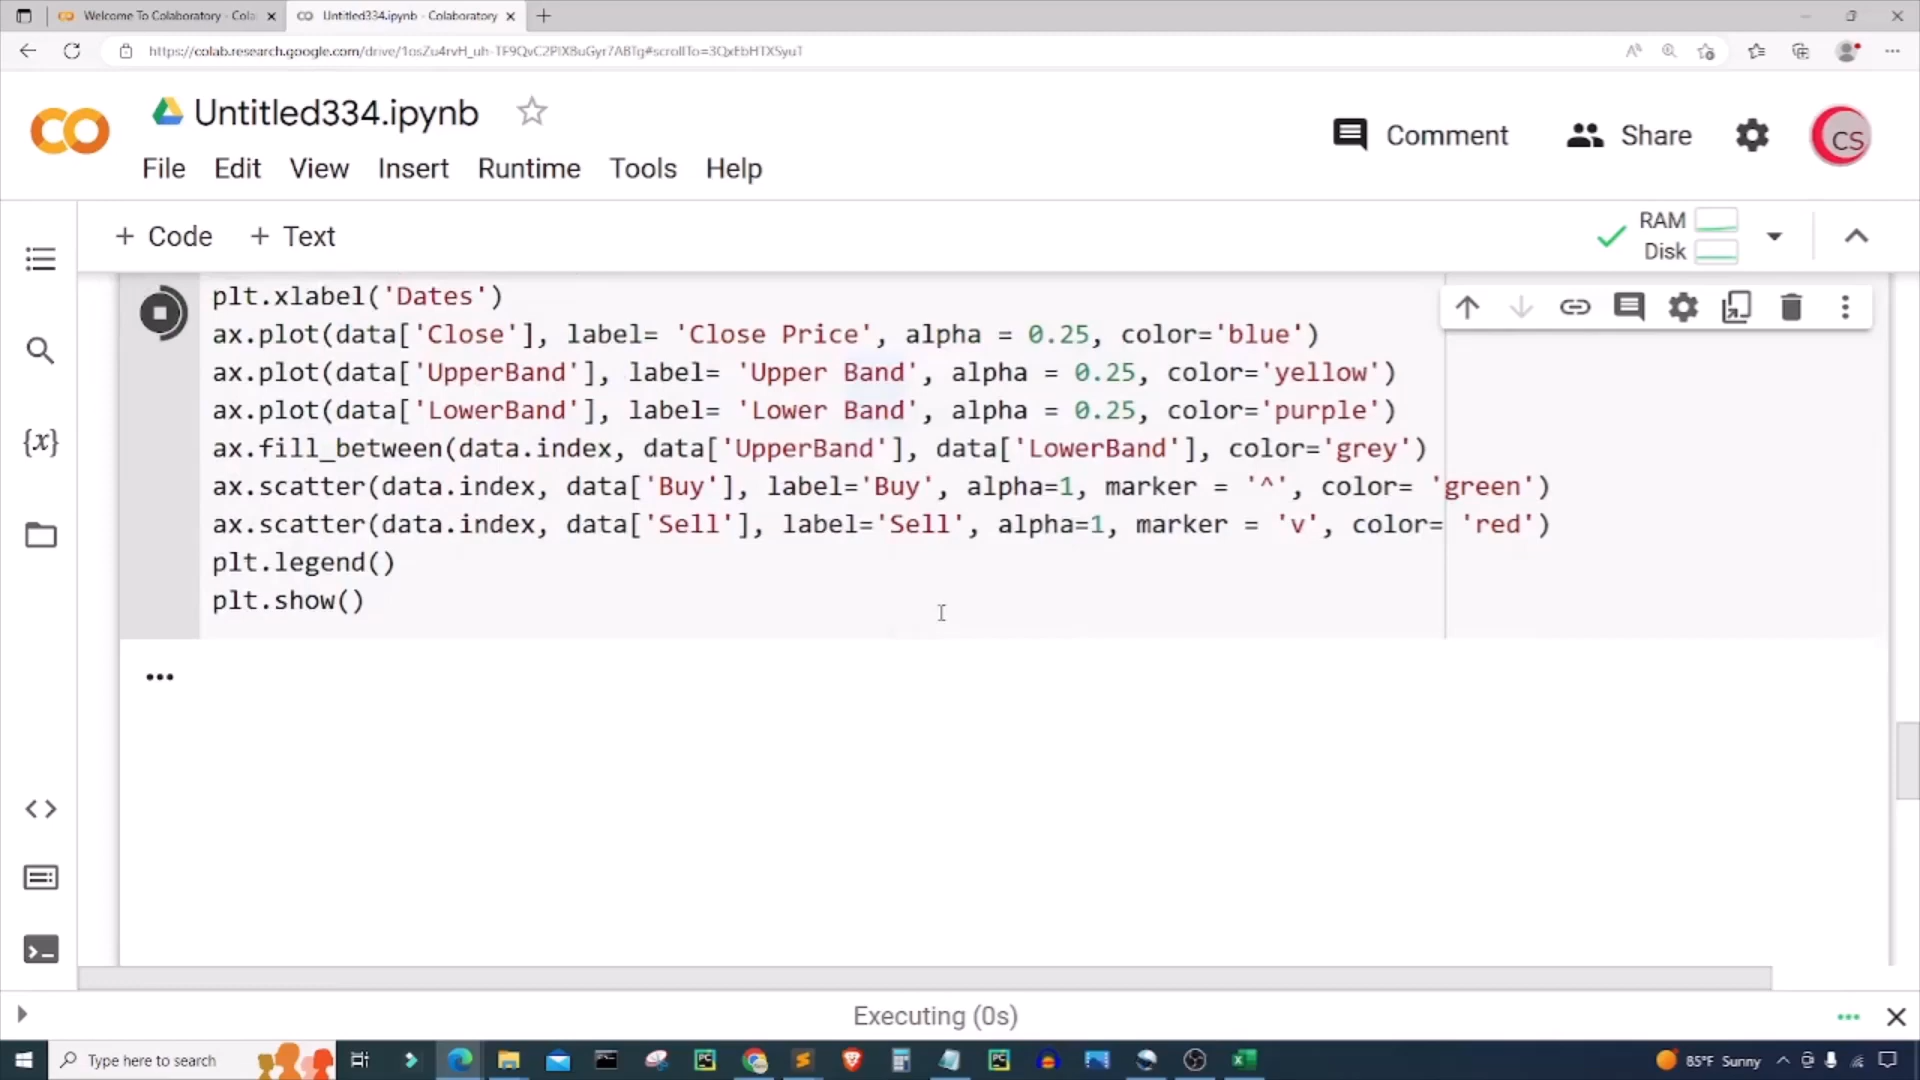 Welcome To Colaboratory - Cola
Untitled334.ipynb - Colaboratory
CO Untitled334.ipynb
Comment Share CS
File Edit View Insert Runtime Tools Help
+ Code + Text
RAM
Disk
plt.xlabel('Dates')
ax.plot(data['Close'], label= 'Close Price', alpha = 0.25, color='blue')
ax.plot(data['UpperBand'], label= 'Upper Band', alpha = 0.25, color='yellow')
ax.plot(data['LowerBand'], label= 'Lower Band', alpha = 0.25, color='purple')
ax.fill_between(data.index, data['UpperBand'], data['LowerBand'], color='grey')
ax.scatter(data.index, data['Buy'], label='Buy', alpha=1, marker = '^', color= 'green')
ax.scatter(data.index, data['Sell'], label='Sell', alpha=1, marker = 'v', color= 'red')
plt.legend()
plt.show()
{x}
Executing (0s)
Type here to search
85°F Sunny